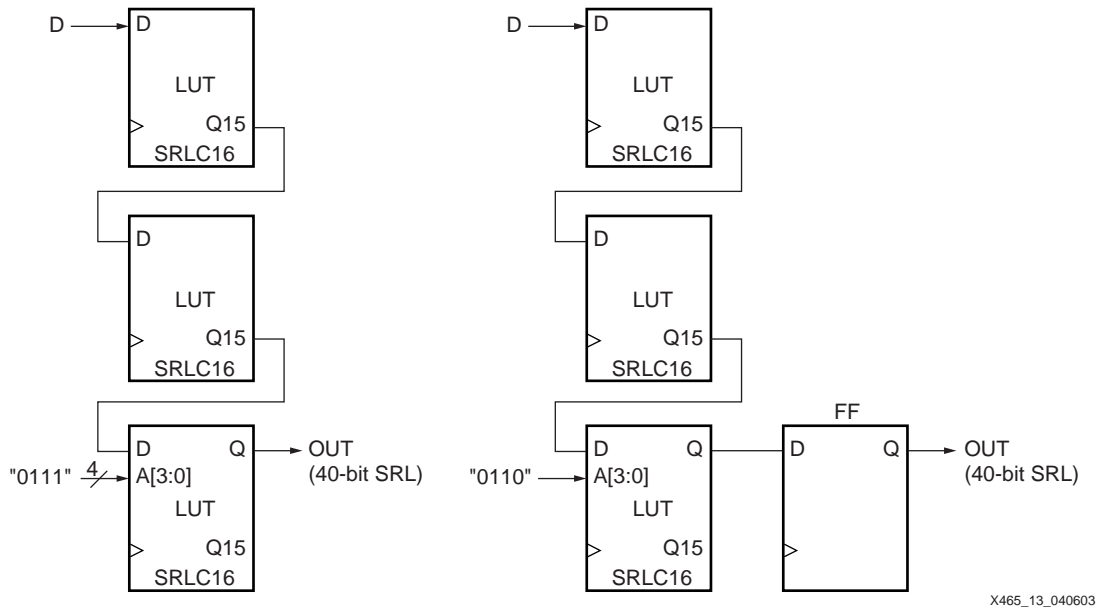 D
D
LUT
Q15
SRLC16
D
LUT
Q15
SRLC16
D
Q
OUT
(40-bit SRL)
"0111"
4
A[3:0]
LUT
Q15
SRLC16
D
D
LUT
Q15
SRLC16
D
LUT
Q15
SRLC16
FF
D
Q
D
Q
OUT
(40-bit SRL)
"0110"
A[3:0]
LUT
Q15
SRLC16
X465_13_040603